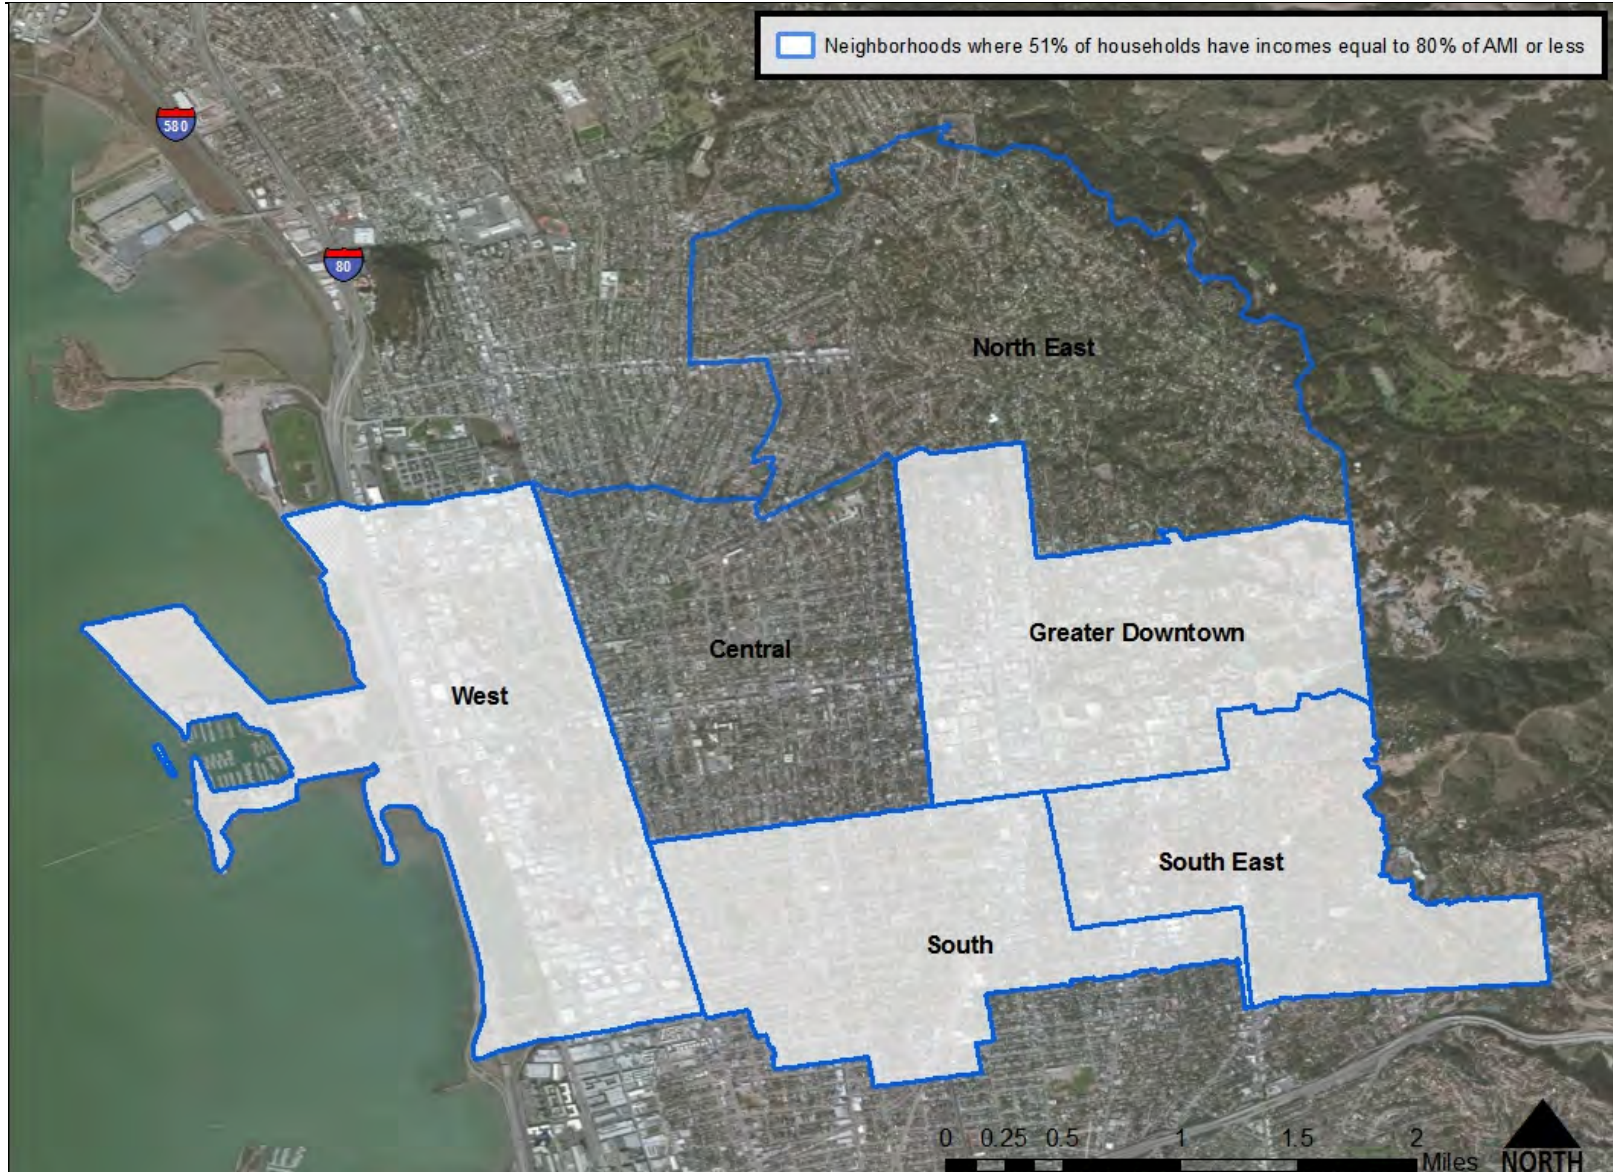 Neighborhoods where 51% of households have incomes equal to 80% of AMI or less
580
80
North East
Greater Downtown
Central
West
South East
South
0 0.25 0.5 1 1.5 2
Miles
NORTH